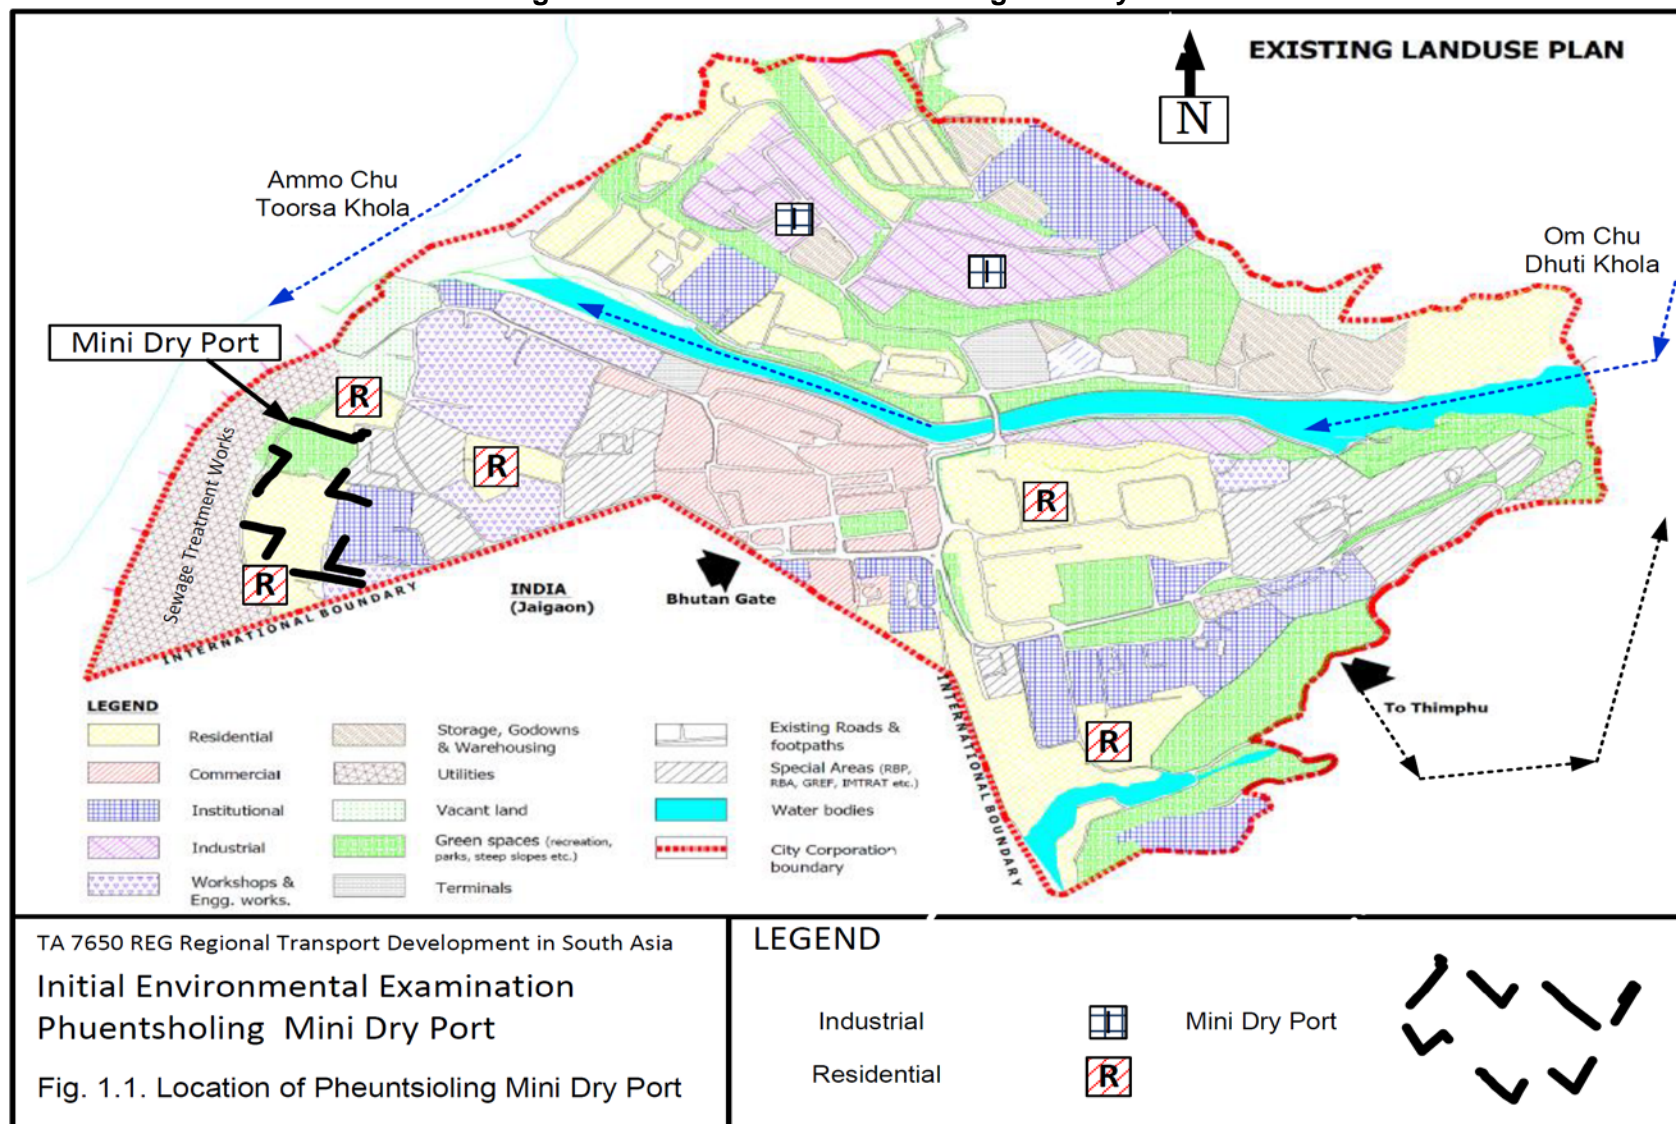 EXISTING LANDUSE PLAN
N
Ammo Chu
Toorsa Khola
Om Chu
Dhuti Khola
Mini Dry Port
I
I
R
R
R
R
R
Sewage Treatment Works
INTERNATIONAL BOUNDARY
INDIA
(Jaigaon)
Bhutan Gate
INTERNATIONAL BOUNDARY
To Thimphu
LEGEND
Residential
Commercial
Institutional
Industrial
Workshops &
Engg. works.
Storage, Godowns
& Warehousing
Utilities
Vacant land
Green spaces (recreation,
parks, steep slopes etc.)
Terminals
Existing Roads &
footpaths
Special Areas (RBP,
RBA, GREF, IMTRAT etc.)
Water bodies
City Corporation
boundary
TA 7650 REG Regional Transport Development in South Asia
Initial Environmental Examination
Phuentsholing Mini Dry Port
Fig. 1.1. Location of Pheuntsioling Mini Dry Port
LEGEND
Industrial
I
Mini Dry Port
Residential
R